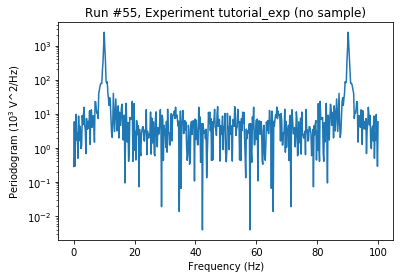 Run #55, Experiment tutorial_exp (no sample)
Periodogram (10³ V^2/Hz)
10³
10²
10¹
10⁰
10⁻¹
10⁻²
0 20 40 60 80 100
Frequency (Hz)